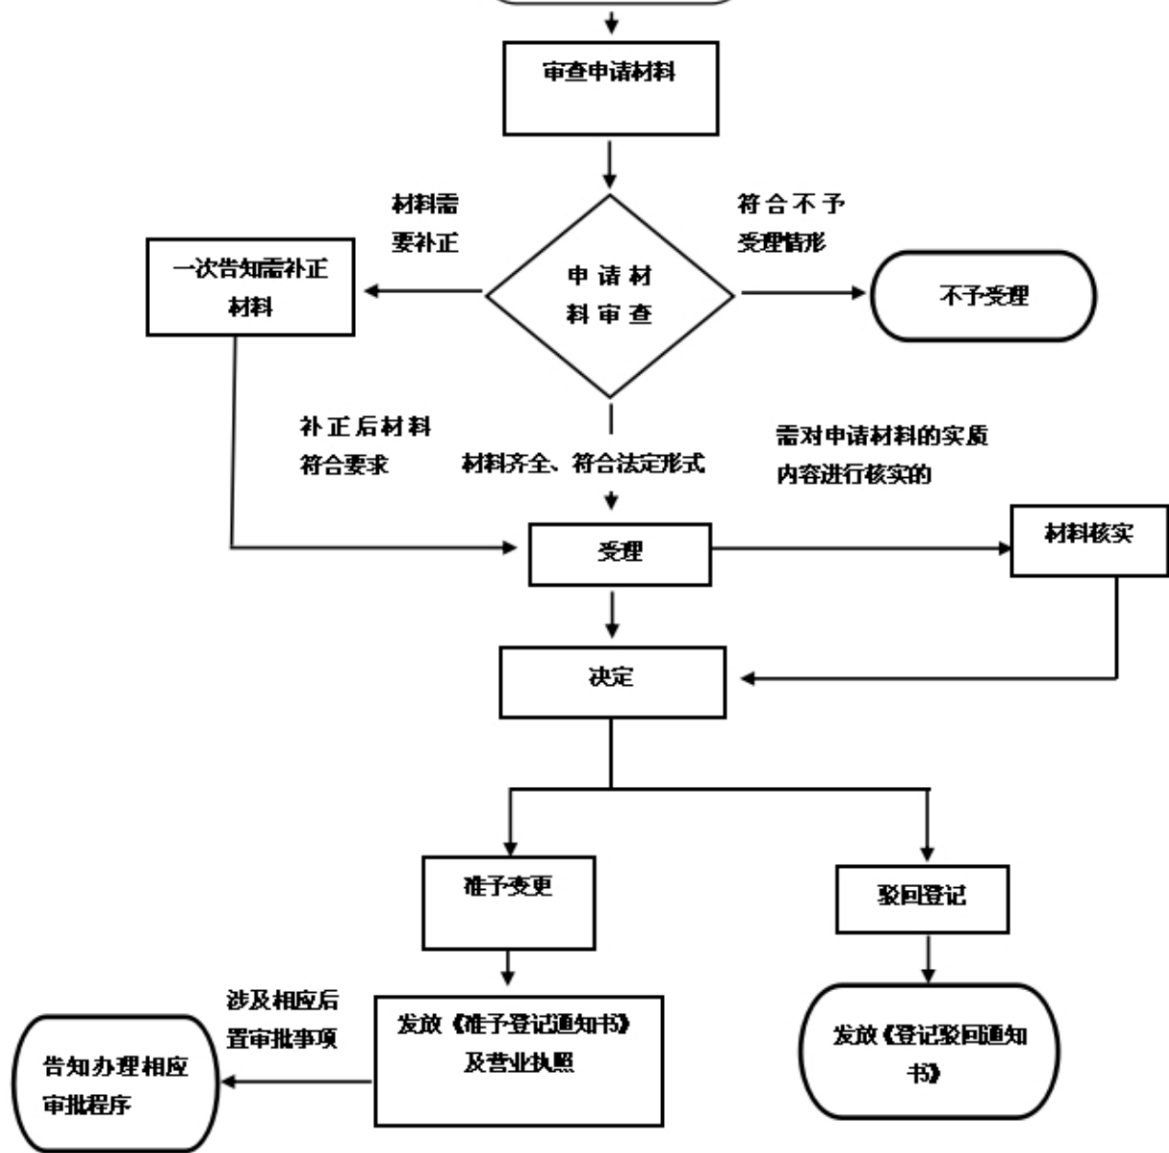 审查申请材料
材料需
要补正
符合不予
受理情形
一次告知需补正
材料
申请材
料审查
不予受理
补正后材料
符合要求
材料齐全、符合法定形式
需对申请材料的实质
内容进行核实的
受理
材料核实
决定
准予变更
驳回登记
涉及相应后
置审批事项
发放《准予登记通知书》
及营业执照
发放《登记驳回通知
书》
告知办理相应
审批程序